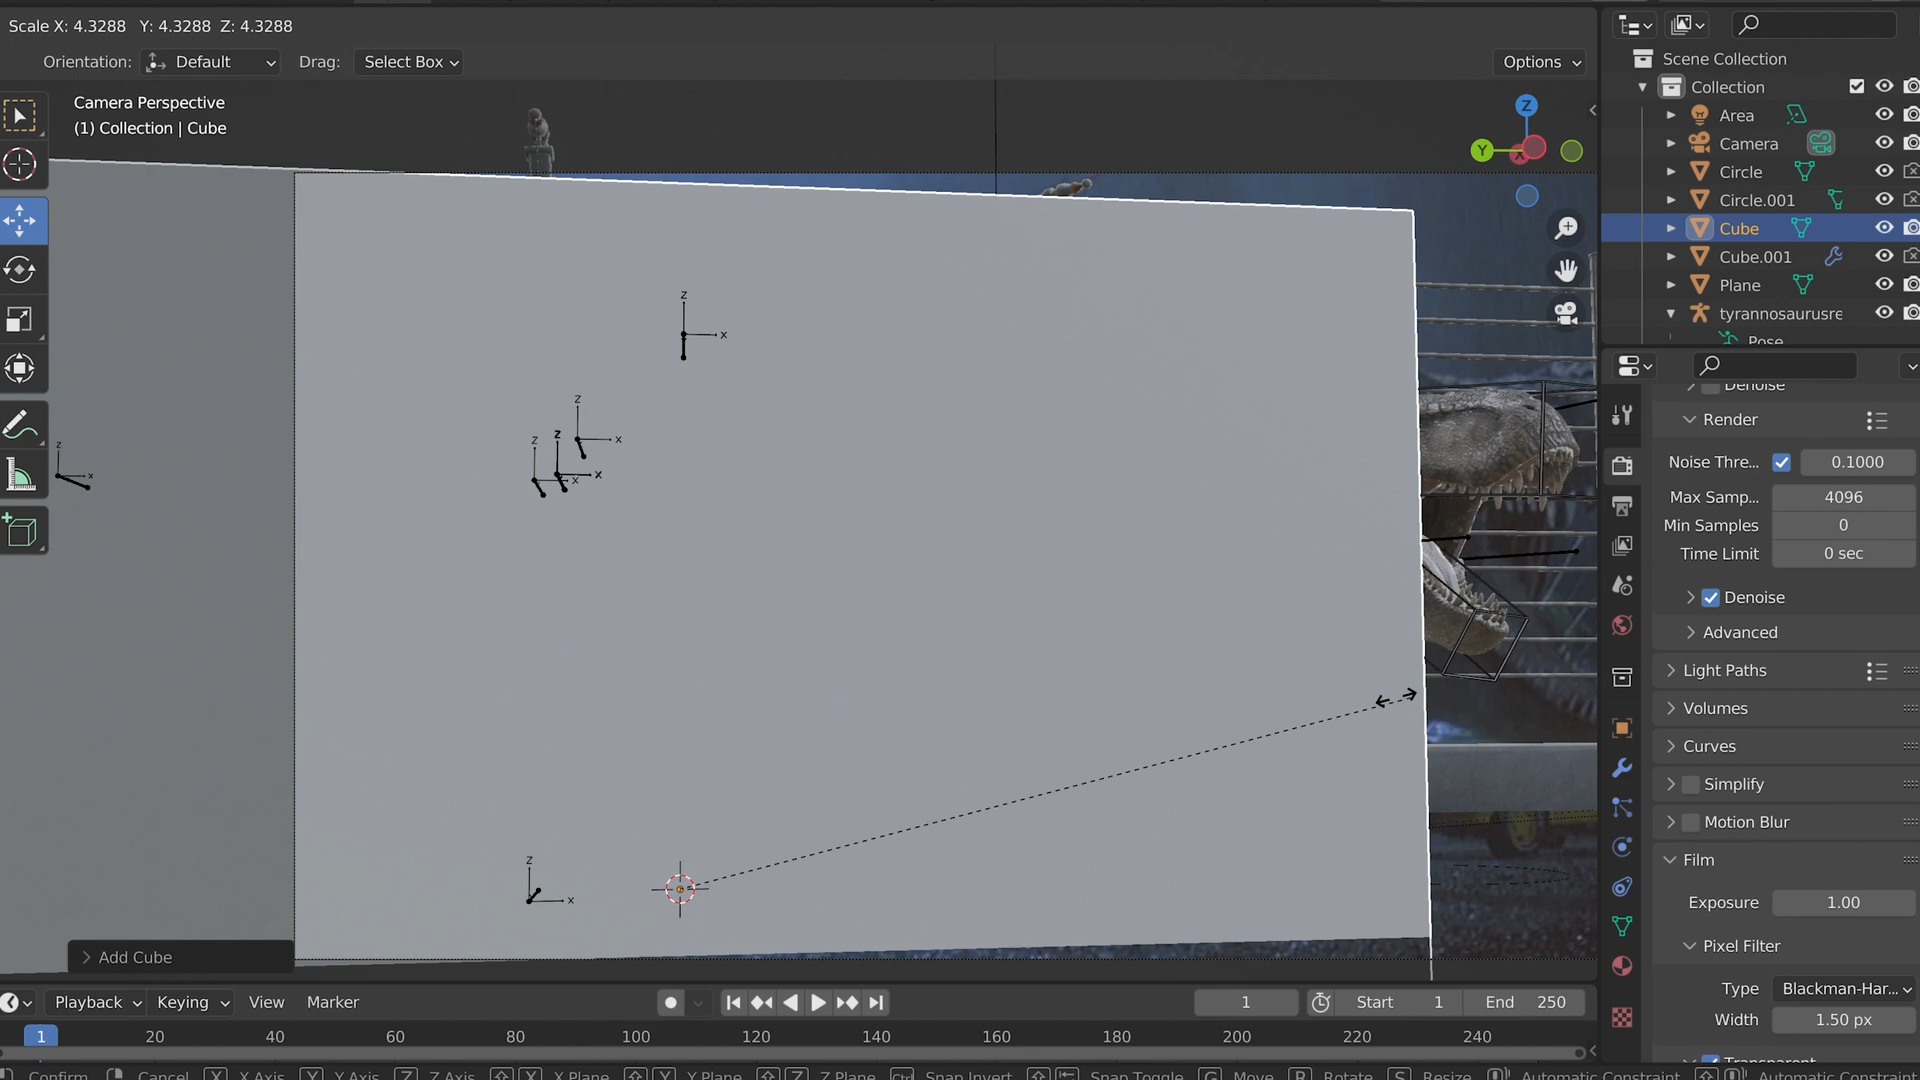 Scale X: 4.3288 Y: 4.3288 Z: 4.3288
Orientation: Default Drag: Select Box Options
Camera Perspective
(1) Collection | Cube
Z
Y
X
z
x
z
x
z
x
z
x
z
x
z
x
Add Cube
Scene Collection
Collection
Area
Camera
Circle
Circle.001
Cube
Cube.001
Plane
tyrannosaurusre
Pose
Denoise
Render
Noise Thre... 0.1000
Max Samp... 4096
Min Samples 0
Time Limit 0 sec
Denoise
Advanced
Light Paths
Volumes
Curves
Simplify
Motion Blur
Film
Exposure 1.00
Pixel Filter
Type Blackman-Har...
Width 1.50 px
Transparent
Playback Keying View Marker 1 Start 1 End 250
1 20 40 60 80 100 120 140 160 180 200 220 240
Confirm Cancel X X Axis Y Y Axis Z Z Axis X X Plane Y Y Plane Z Z Plane Ctrl Snap Invert Snap Toggle G Move R Rotate S Resize Automatic Constraint Automatic Constraint